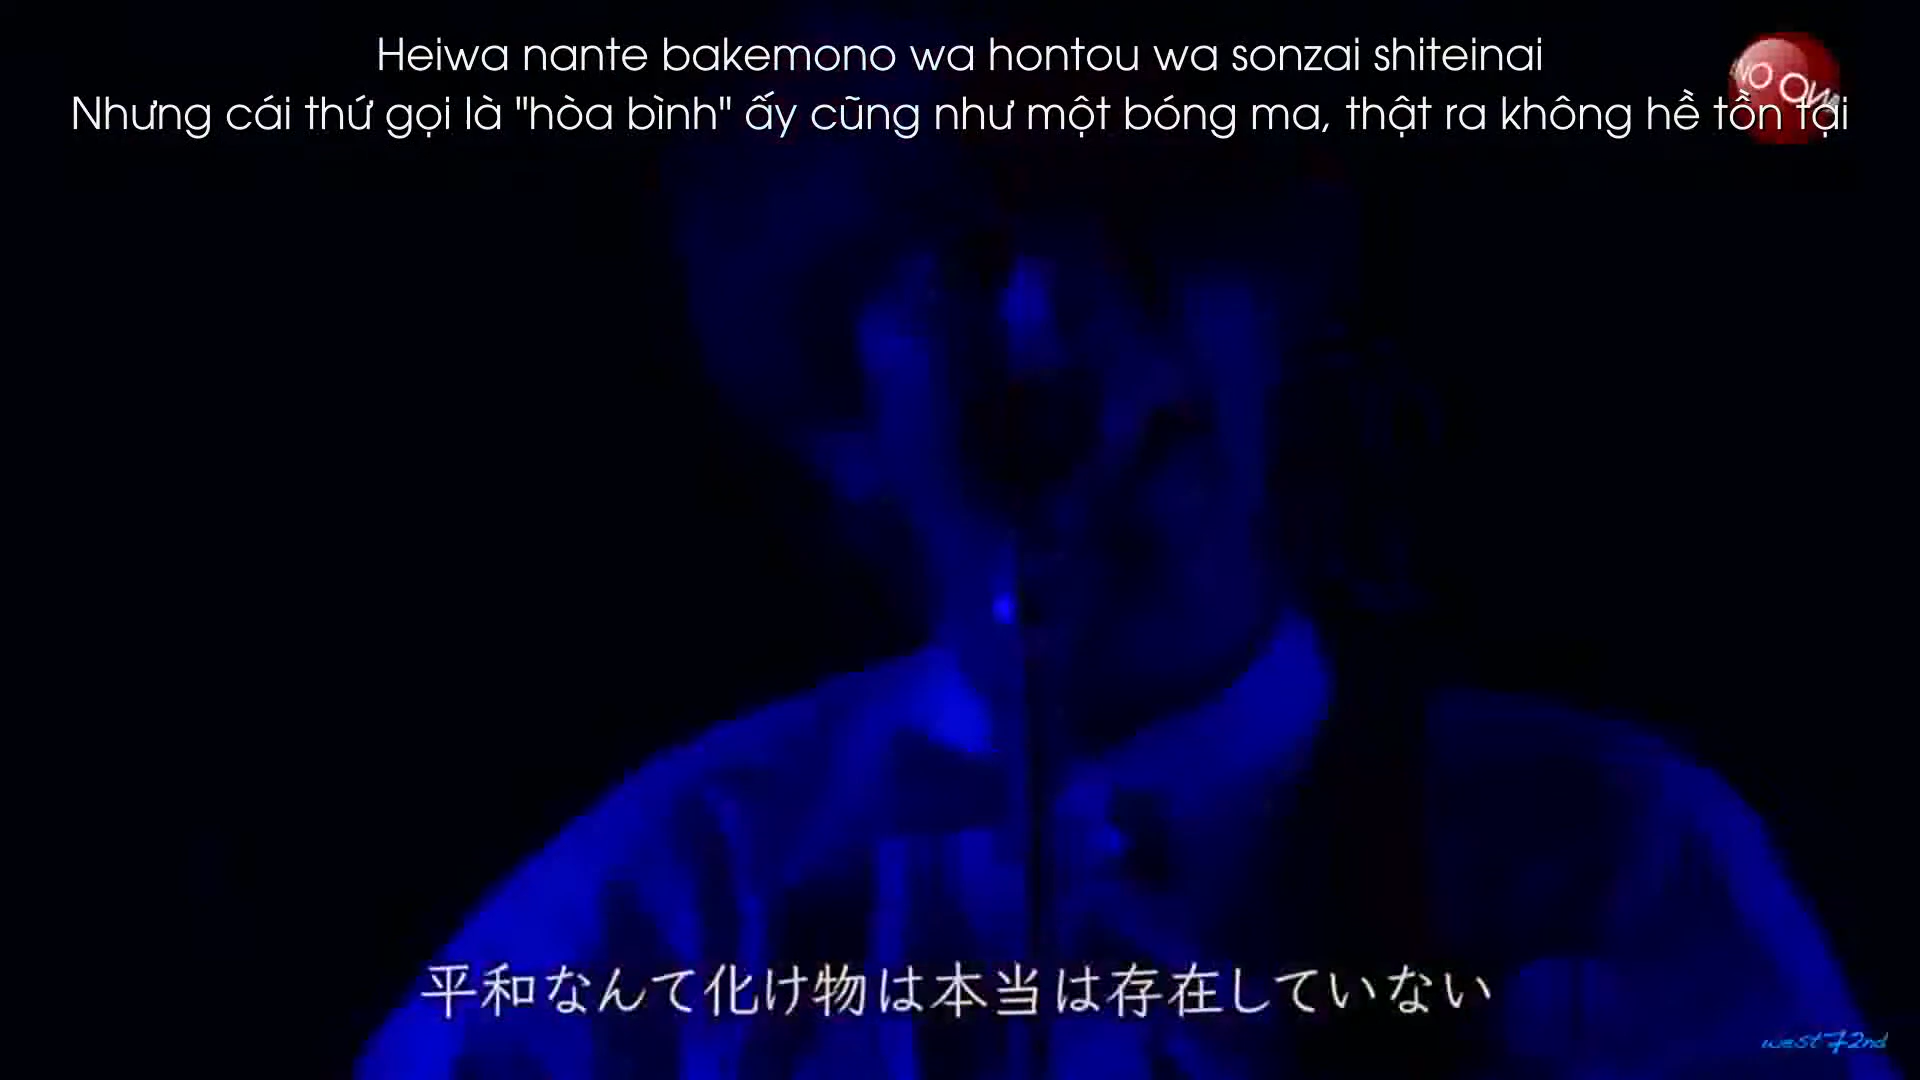 Heiwa nante bakemono wa hontou wa sonzai shiteinai
Nhưng cái thứ gọi là "hòa bình" ấy cũng như một bóng ma, thật ra không hề tồn tại
平和なんて化け物は本当は存在していない
west72nd